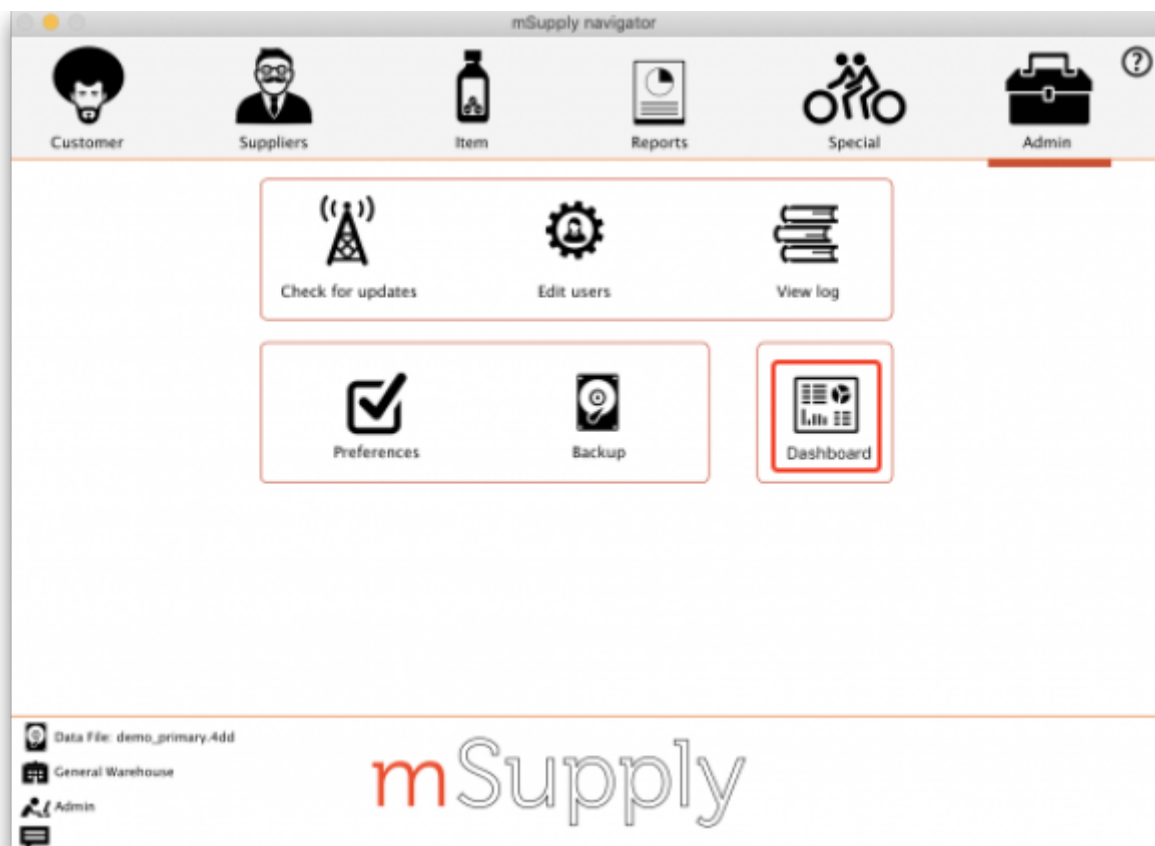 mSupply navigator
?
Customer
Suppliers
Item
Reports
Special
Admin
Check for updates
Edit users
View log
Preferences
Backup
Dashboard
Data File: demo_primary.4dd
General Warehouse
Admin
mSupply